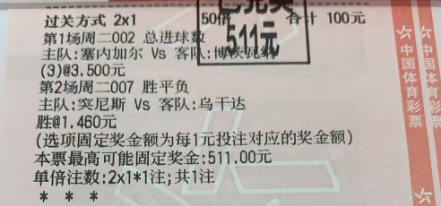 过关方式 2x1 50倍 合计 100元
511元
第1场周二002 总进球数
主队:塞内加尔 Vs 客队:博茨瓦纳
(3)@3.500元
第2场周二007 胜平负
主队:突尼斯 Vs 客队:乌干达
胜@1.460元
(选项固定奖金额为每1元投注对应的奖金额)
本票最高可能固定奖金:511.00元
单倍注数:2x1*1注;共1注
* * *
中国体育彩票
中国体育彩票